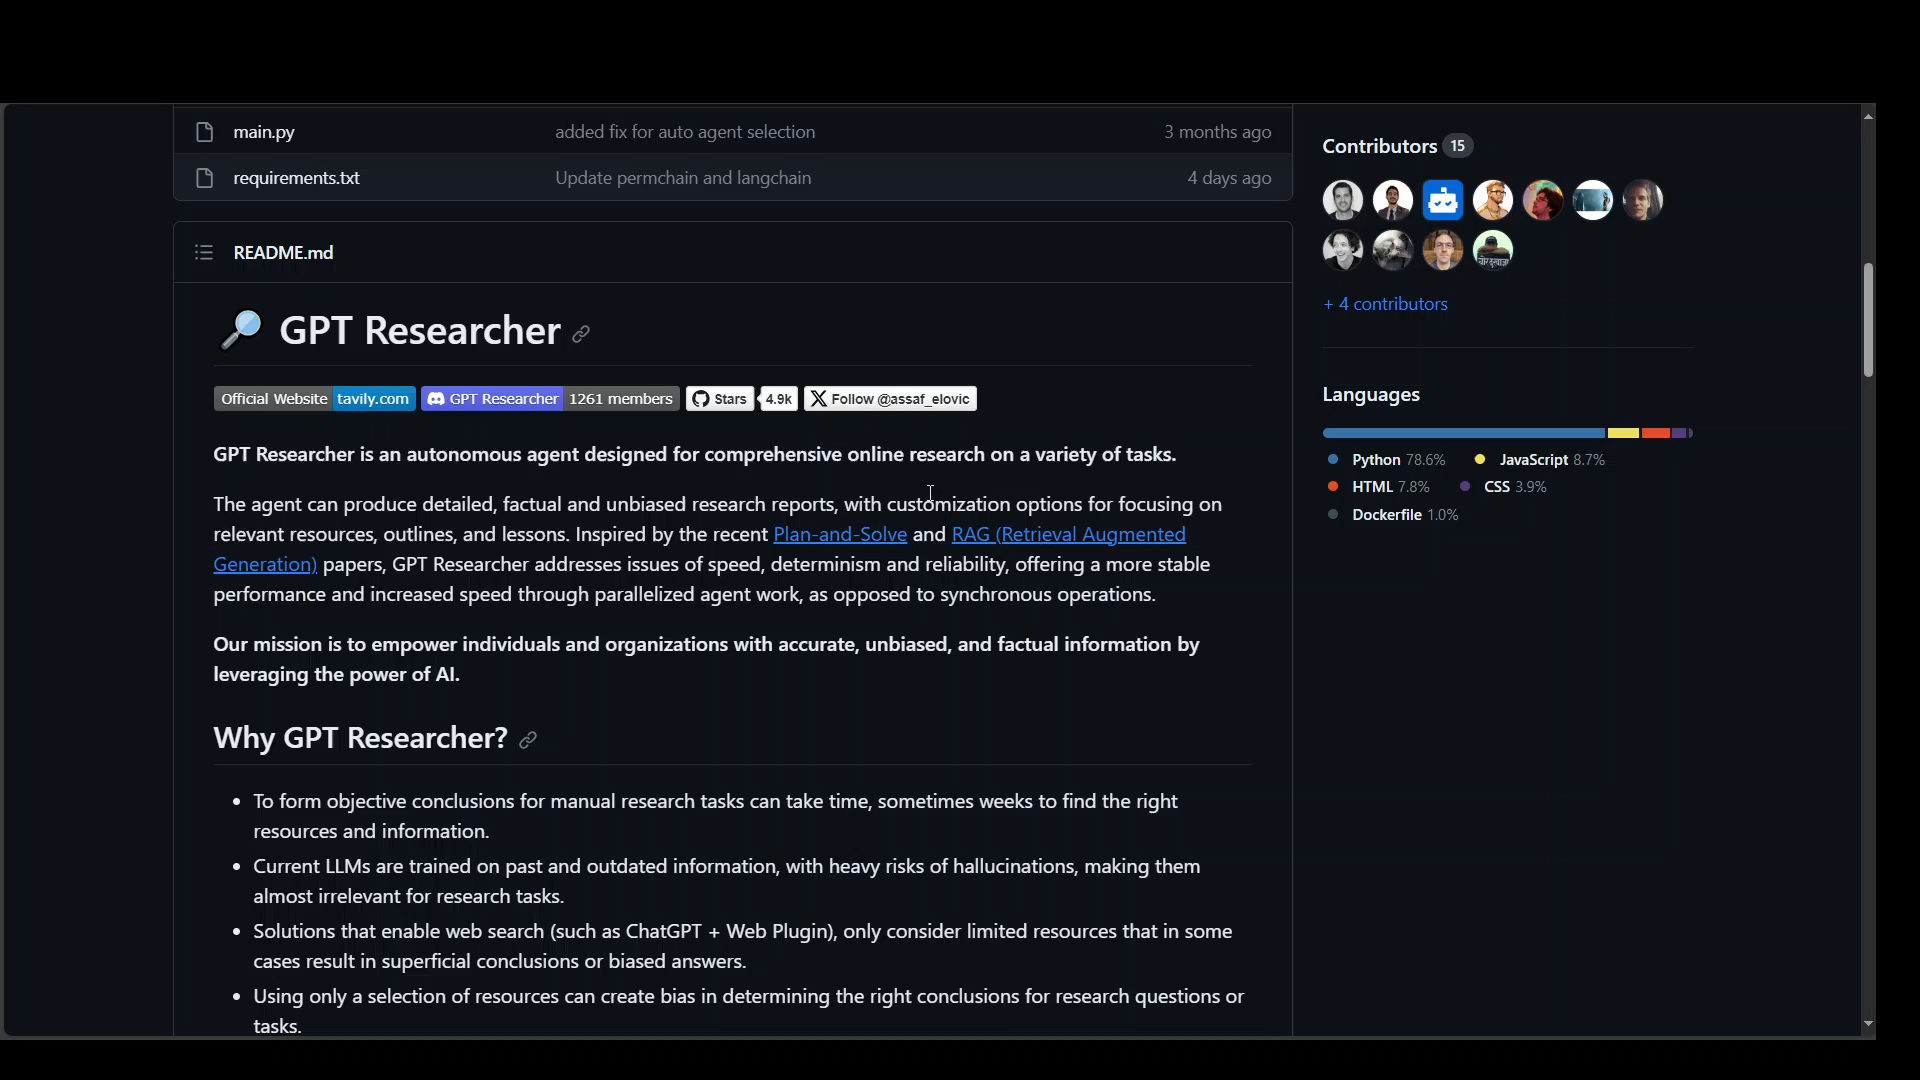 main.py added fix for auto agent selection 3 months ago
requirements.txt Update permchain and langchain 4 days ago
README.md
GPT Researcher
Official Website tavily.com GPT Researcher 1261 members Stars 4.9k Follow @assaf_elovic
GPT Researcher is an autonomous agent designed for comprehensive online research on a variety of tasks.
The agent can produce detailed, factual and unbiased research reports, with customization options for focusing on
relevant resources, outlines, and lessons. Inspired by the recent Plan-and-Solve and RAG (Retrieval Augmented
Generation) papers, GPT Researcher addresses issues of speed, determinism and reliability, offering a more stable
performance and increased speed through parallelized agent work, as opposed to synchronous operations.
Our mission is to empower individuals and organizations with accurate, unbiased, and factual information by
leveraging the power of AI.
Why GPT Researcher?
• To form objective conclusions for manual research tasks can take time, sometimes weeks to find the right
resources and information.
• Current LLMs are trained on past and outdated information, with heavy risks of hallucinations, making them
almost irrelevant for research tasks.
• Solutions that enable web search (such as ChatGPT + Web Plugin), only consider limited resources that in some
cases result in superficial conclusions or biased answers.
• Using only a selection of resources can create bias in determining the right conclusions for research questions or
tasks.
Contributors 15
+ 4 contributors
Languages
Python 78.6% JavaScript 8.7%
HTML 7.8% CSS 3.9%
Dockerfile 1.0%